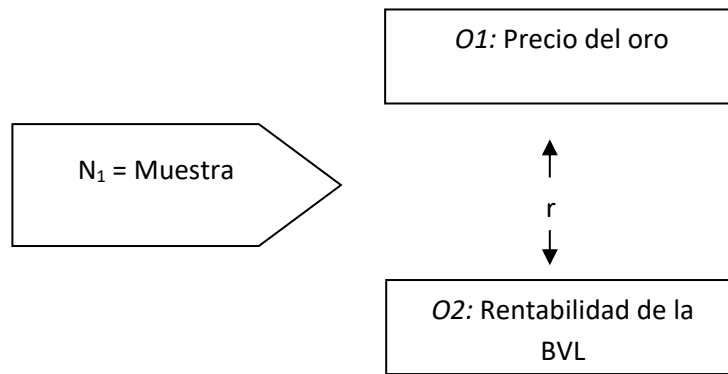 O1: Precio del oro
N₁ = Muestra
r
O2: Rentabilidad de la
BVL